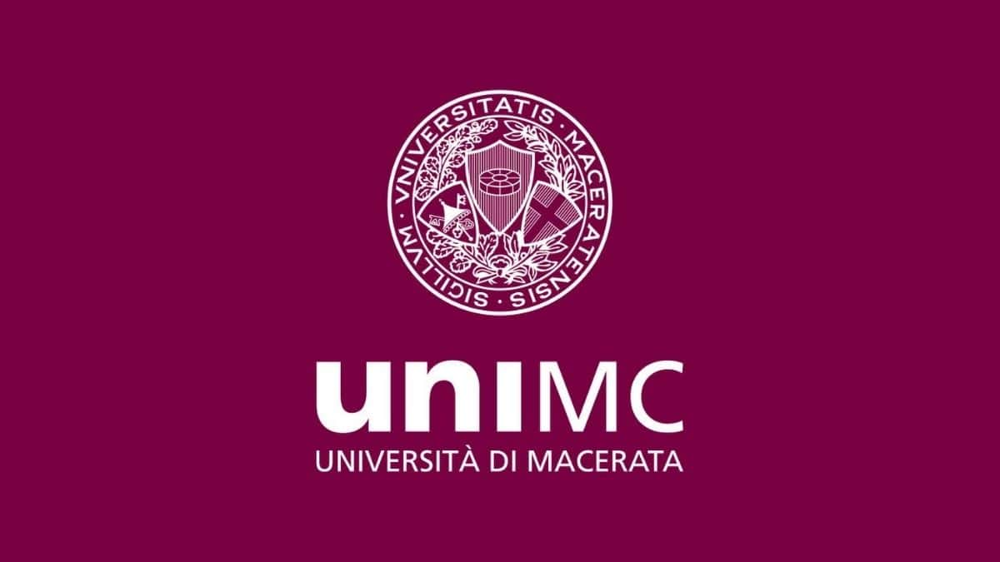 SIGILLVM · VNIVERSITATIS · MACERATENSIS ·
unIMC
UNIVERSITÀ DI MACERATA